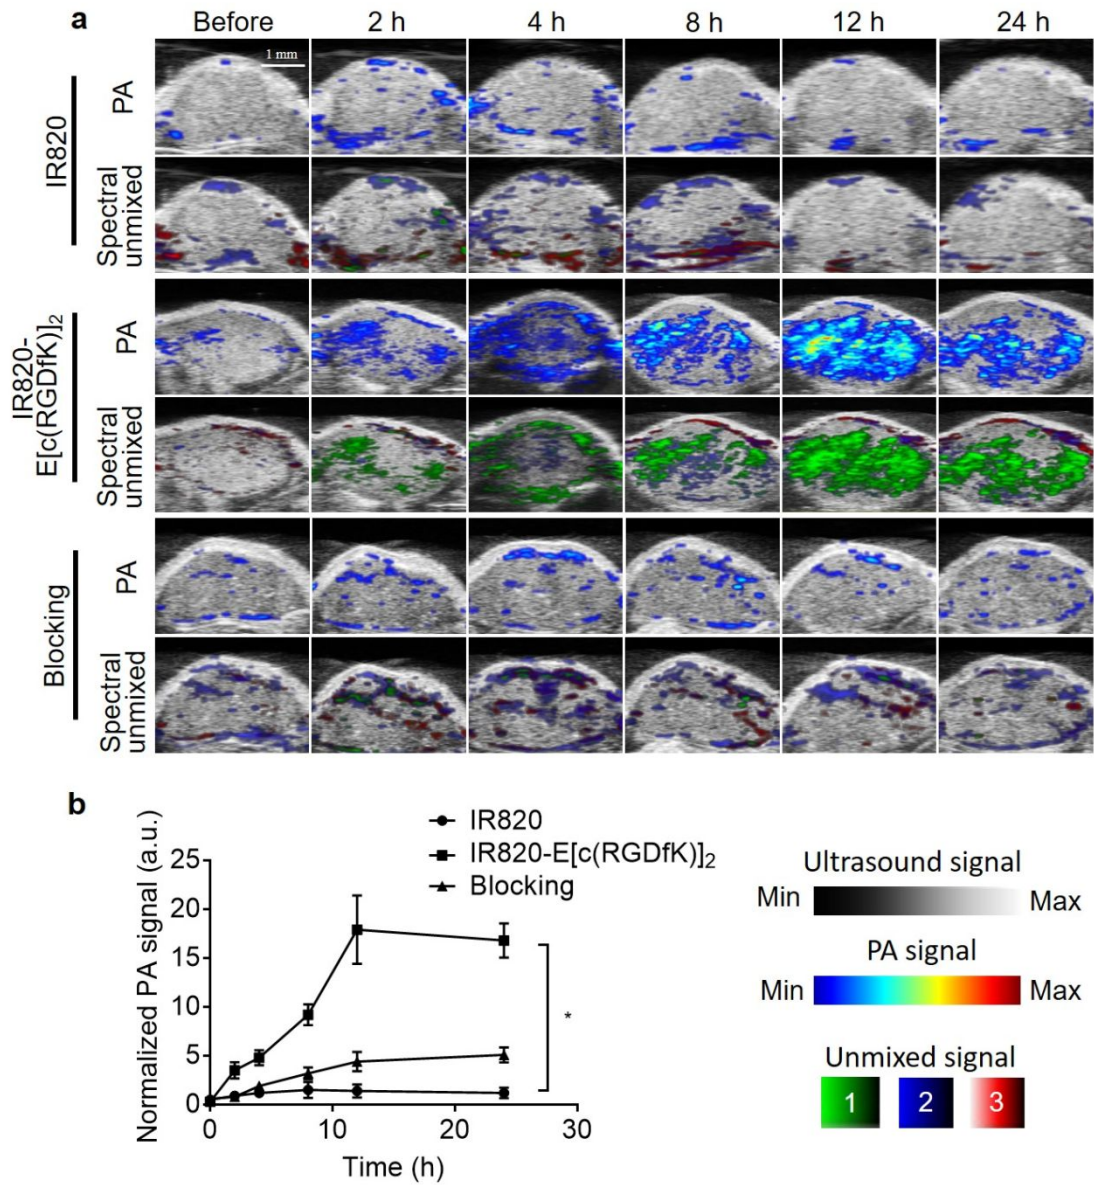 a
Before
2 h
4 h
8 h
12 h
24 h
1 mm
IR820
PA
Spectral
unmixed
IR820-
E[c(RGDfK)]₂
PA
Spectral
unmixed
Blocking
PA
Spectral
unmixed
b
Normalized PA signal (a.u.)
25
20
15
10
5
0
0
10
20
30
Time (h)
IR820
IR820-E[c(RGDfK)]₂
Blocking
*
Ultrasound signal
Min
Max
PA signal
Min
Max
Unmixed signal
1
2
3